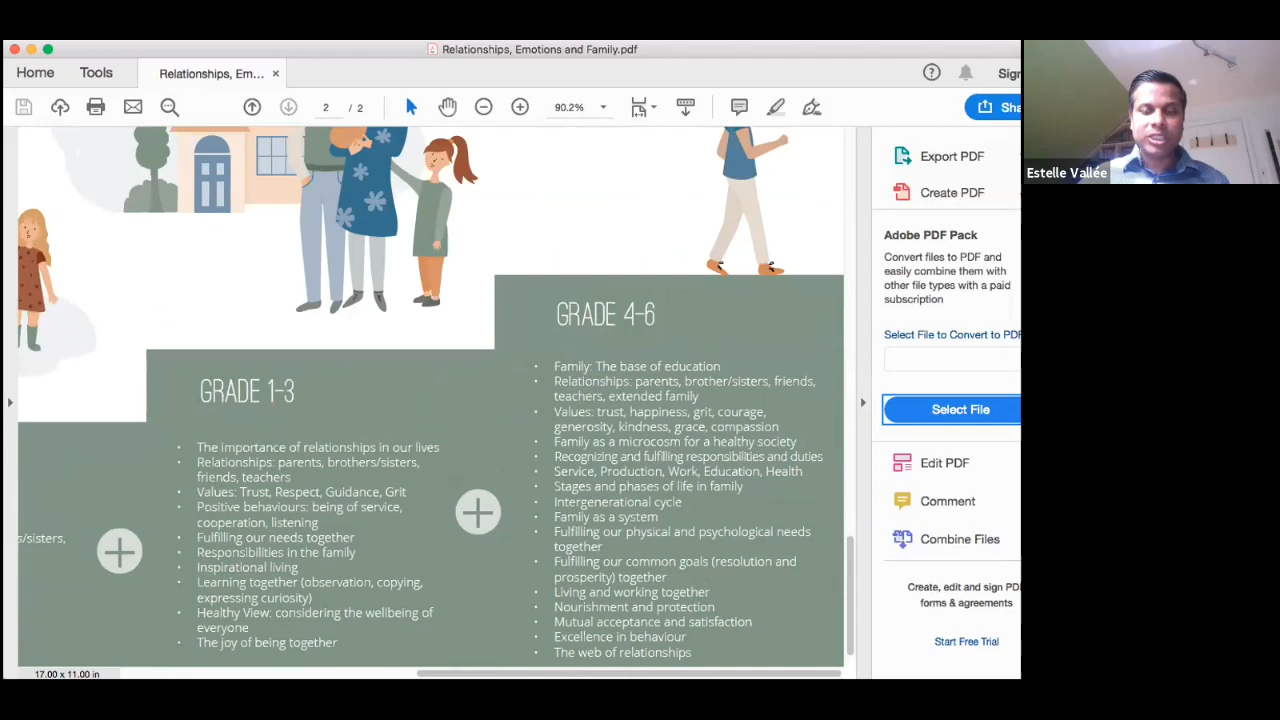 Relationships, Emotions and Family.pdf
Home
Tools
Relationships, Em...
×
Sign
2 / 2
90.2%
Sha
Estelle Vallée
Export PDF
Create PDF
Adobe PDF Pack
Convert files to PDF and
easily combine them with
other file types with a paid
subscription
Select File to Convert to PDF
Select File
Edit PDF
Comment
Combine Files
Create, edit and sign PD
forms & agreements
Start Free Trial
s/sisters,
GRADE 1-3
• The importance of relationships in our lives
• Relationships: parents, brothers/sisters,
friends, teachers
• Values: Trust, Respect, Guidance, Grit
• Positive behaviours: being of service,
cooperation, listening
• Fulfilling our needs together
• Responsibilities in the family
• Inspirational living
• Learning together (observation, copying,
expressing curiosity)
• Healthy View: considering the wellbeing of
everyone
• The joy of being together
GRADE 4-6
• Family: The base of education
• Relationships: parents, brother/sisters, friends,
teachers, extended family
• Values: trust, happiness, grit, courage,
generosity, kindness, grace, compassion
• Family as a microcosm for a healthy society
• Recognizing and fulfilling responsibilities and duties
• Service, Production, Work, Education, Health
• Stages and phases of life in family
• Intergenerational cycle
• Family as a system
• Fulfilling our physical and psychological needs
together
• Fulfilling our common goals (resolution and
prosperity) together
• Living and working together
• Nourishment and protection
• Mutual acceptance and satisfaction
• Excellence in behaviour
• The web of relationships
17.00 x 11.00 in